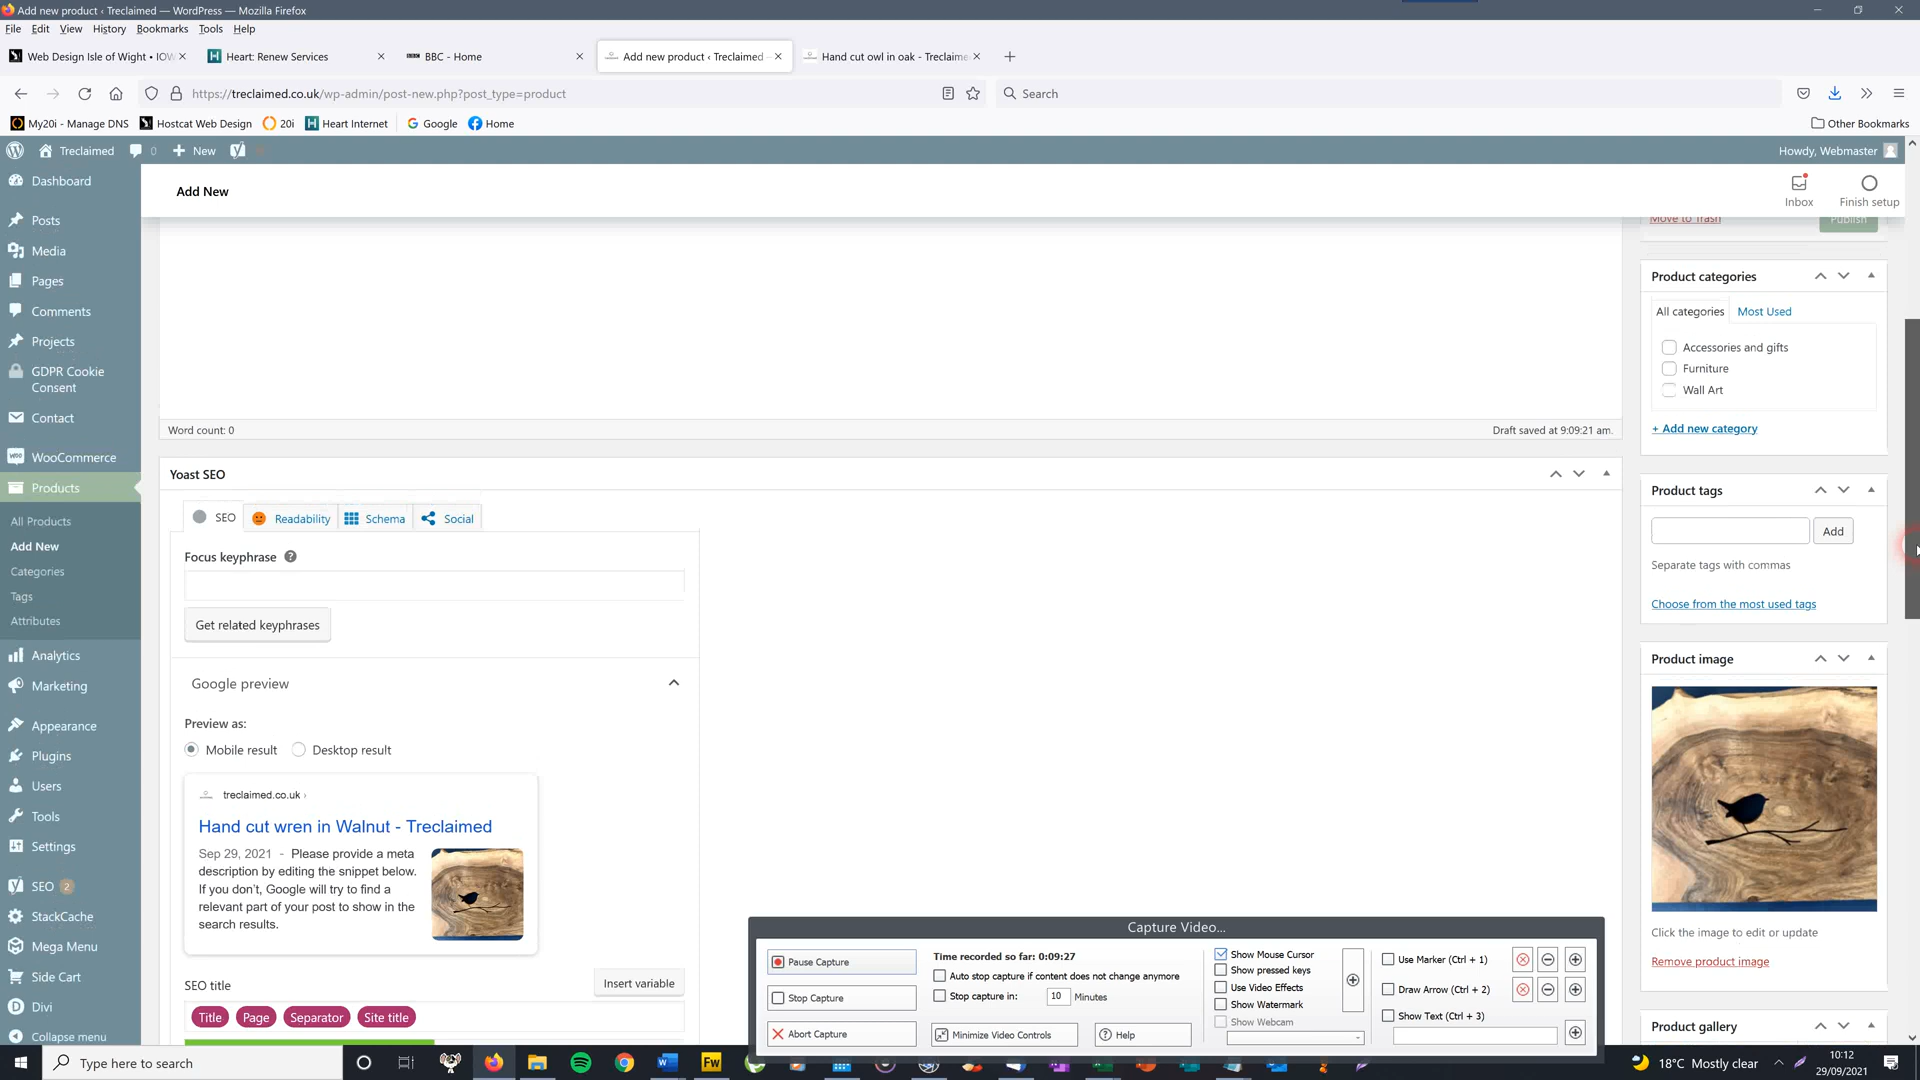 Add new product ‹ Treclaimed — WordPress — Mozilla Firefox
File Edit View History Bookmarks Tools Help
Web Design Isle of Wight • IOW
Heart: Renew Services
BBC - Home
Add new product ‹ Treclaimed
Hand cut owl in oak - Treclaime
https://treclaimed.co.uk/wp-admin/post-new.php?post_type=product
Search
My20i - Manage DNS
Hostcat Web Design
20i
Heart Internet
Google
Home
Other Bookmarks
Treclaimed
0
New
Howdy, Webmaster
Add New
Inbox
Finish setup
Dashboard
Posts
Media
Pages
Comments
Projects
GDPR Cookie
Consent
Contact
WooCommerce
Products
All Products
Add New
Categories
Tags
Attributes
Analytics
Marketing
Appearance
Plugins
Users
Tools
Settings
SEO 2
StackCache
Mega Menu
Side Cart
Divi
Collapse menu
Word count: 0
Draft saved at 9:09:21 am.
Yoast SEO
SEO
Readability
Schema
Social
Focus keyphrase
Get related keyphrases
Google preview
Preview as:
Mobile result
Desktop result
treclaimed.co.uk ›
Hand cut wren in Walnut - Treclaimed
Sep 29, 2021 - Please provide a meta
description by editing the snippet below.
If you don't, Google will try to find a
relevant part of your post to show in the
search results.
SEO title
Insert variable
Title
Page
Separator
Site title
Move to Trash
Publish
Product categories
All categories
Most Used
Accessories and gifts
Furniture
Wall Art
+ Add new category
Product tags
Add
Separate tags with commas
Choose from the most used tags
Product image
Click the image to edit or update
Remove product image
Product gallery
Capture Video...
Pause Capture
Stop Capture
Abort Capture
Time recorded so far: 0:09:27
Auto stop capture if content does not change anymore
Stop capture in: 10 Minutes
Minimize Video Controls
Help
Show Mouse Cursor
Show pressed keys
Use Video Effects
Show Watermark
Show Webcam
Use Marker (Ctrl + 1)
Draw Arrow (Ctrl + 2)
Show Text (Ctrl + 3)
Type here to search
Fw
18°C Mostly clear
10:12
29/09/2021